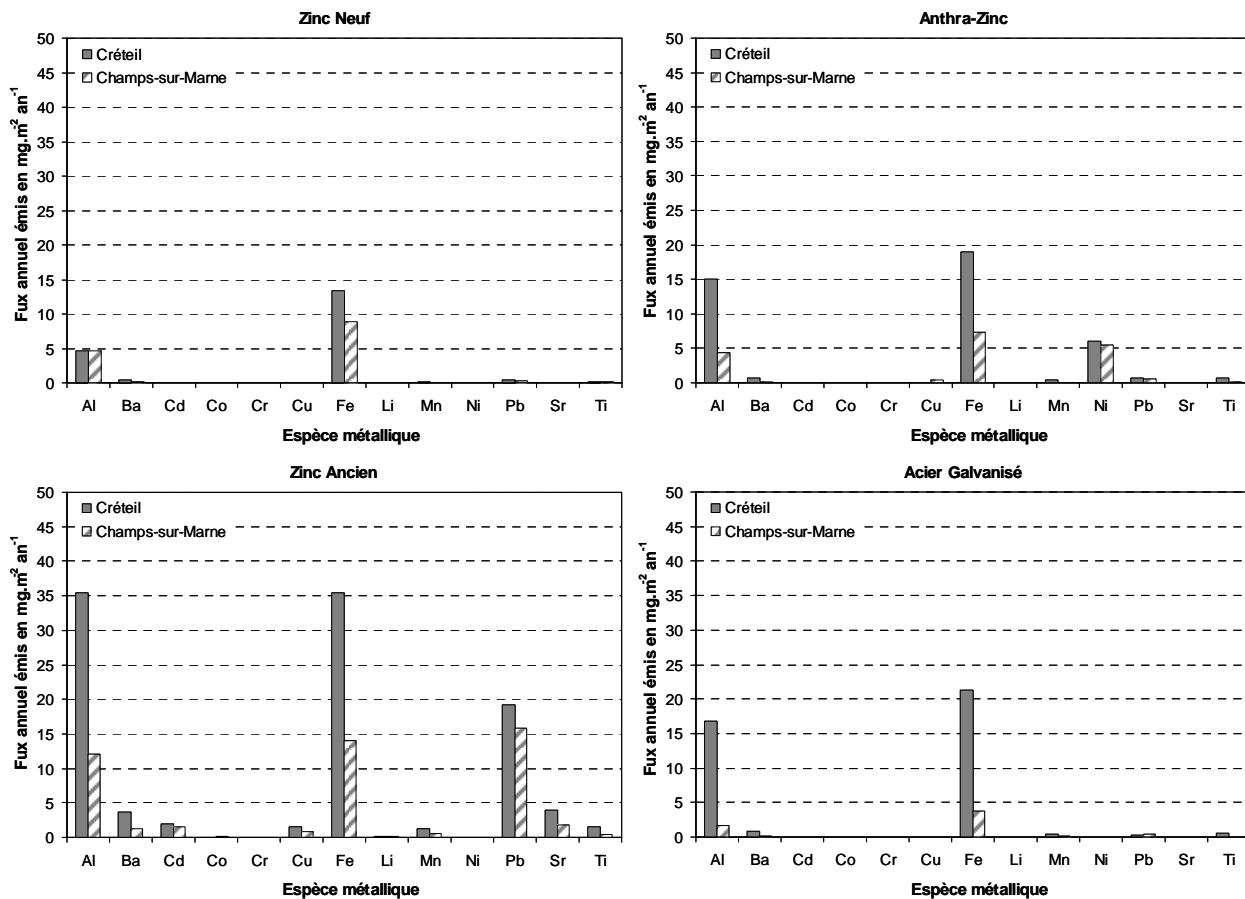 Zinc Neuf
Fux annuel émis en mg.m⁻² an⁻¹
50
45
40
35
30
25
20
15
10
5
0
Créteil
Champs-sur-Marne
Al Ba Cd Co Cr Cu Fe Li Mn Ni Pb Sr Ti
Espèce métallique
Anthra-Zinc
Fux annuel émis en mg.m⁻² an⁻¹
50
45
40
35
30
25
20
15
10
5
0
Créteil
Champs-sur-Marne
Al Ba Cd Co Cr Cu Fe Li Mn Ni Pb Sr Ti
Espèce métallique
Zinc Ancien
Fux annuel émis en mg.m⁻² an⁻¹
50
45
40
35
30
25
20
15
10
5
0
Créteil
Champs-sur-Marne
Al Ba Cd Co Cr Cu Fe Li Mn Ni Pb Sr Ti
Espèce métallique
Acier Galvanisé
Fux annuel émis en mg.m⁻² an⁻¹
50
45
40
35
30
25
20
15
10
5
0
Créteil
Champs-sur-Marne
Al Ba Cd Co Cr Cu Fe Li Mn Ni Pb Sr Ti
Espèce métallique